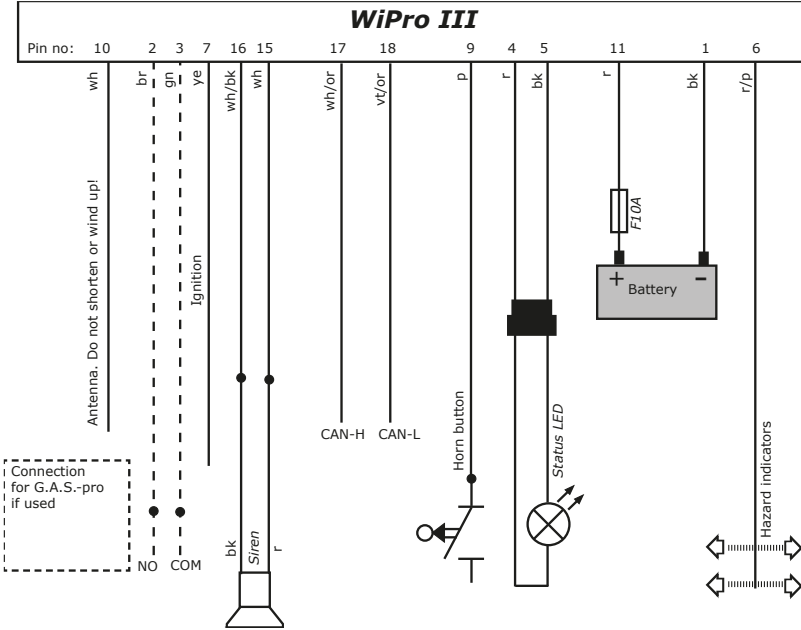 WiPro III
Pin no: 10 2 3 7 16 15 17 18 9 4 5 11 1 6
wh
br
gn
ye
wh/bk
wh
wh/or
vt/or
p
r
bk
r
bk
r/p
Antenna. Do not shorten or wind up!
Ignition
F10A
+ Battery -
CAN-H CAN-L
Horn button
Status LED
Hazard indicators
Connection
for G.A.S.-pro
if used
NO COM
bk
Siren
r